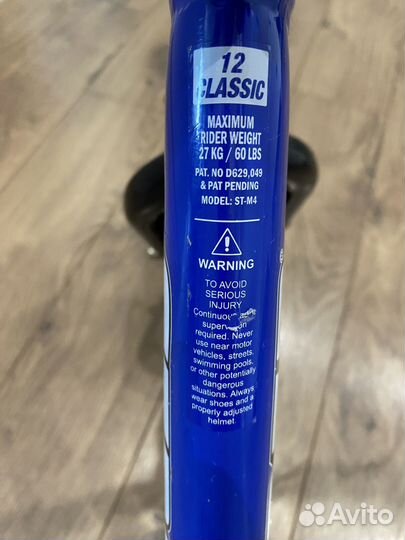 12
CLASSIC
MAXIMUM
RIDER WEIGHT
27 KG / 60 LBS
PAT. NO D629,049
& PAT PENDING
MODEL: ST-M4
WARNING
TO AVOID
SERIOUS
INJURY
Continuous
required. Never
use near motor
vehicles, streets,
swimming pools,
or other potentially
dangerous
situations. Always
wear shoes and a
properly adjusted
helmet.
Avito